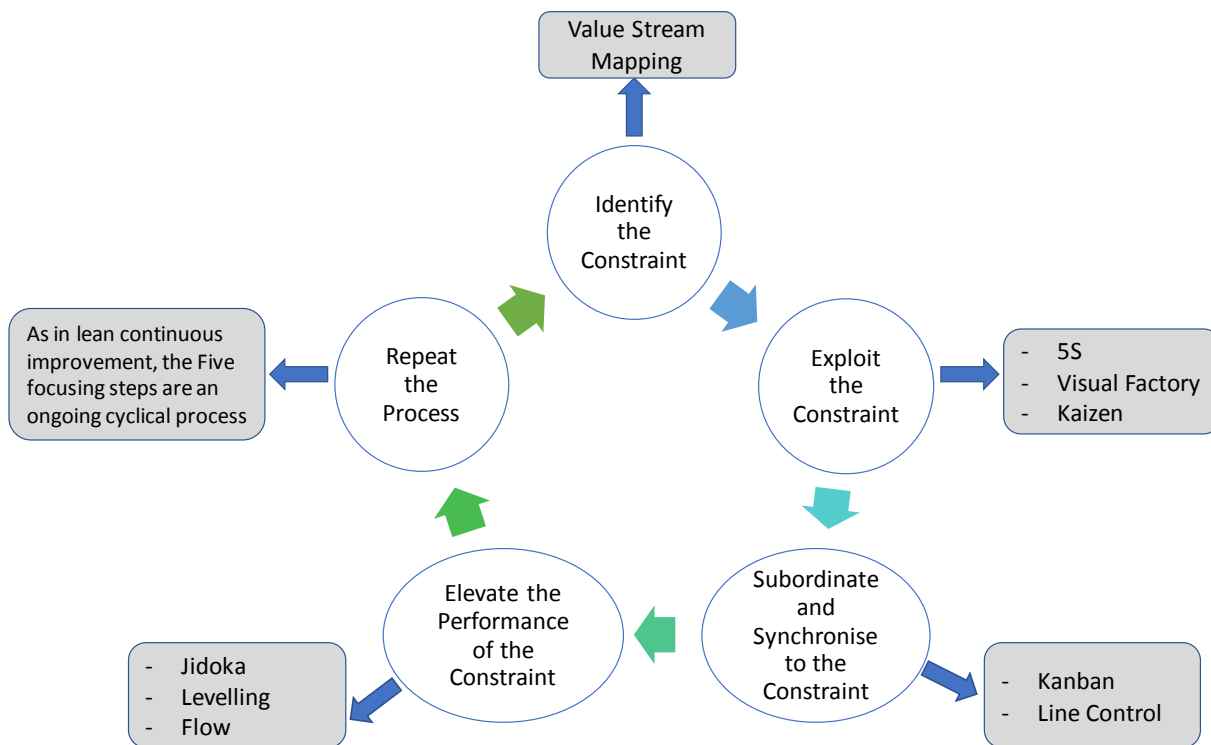 Value Stream
Mapping
Identify
the
Constraint
Exploit
the
Constraint
- 5S
- Visual Factory
- Kaizen
Subordinate
and
Synchronise
to the
Constraint
- Kanban
- Line Control
Elevate the
Performance
of the
Constraint
- Jidoka
- Levelling
- Flow
Repeat
the
Process
As in lean continuous
improvement, the Five
focusing steps are an
ongoing cyclical process